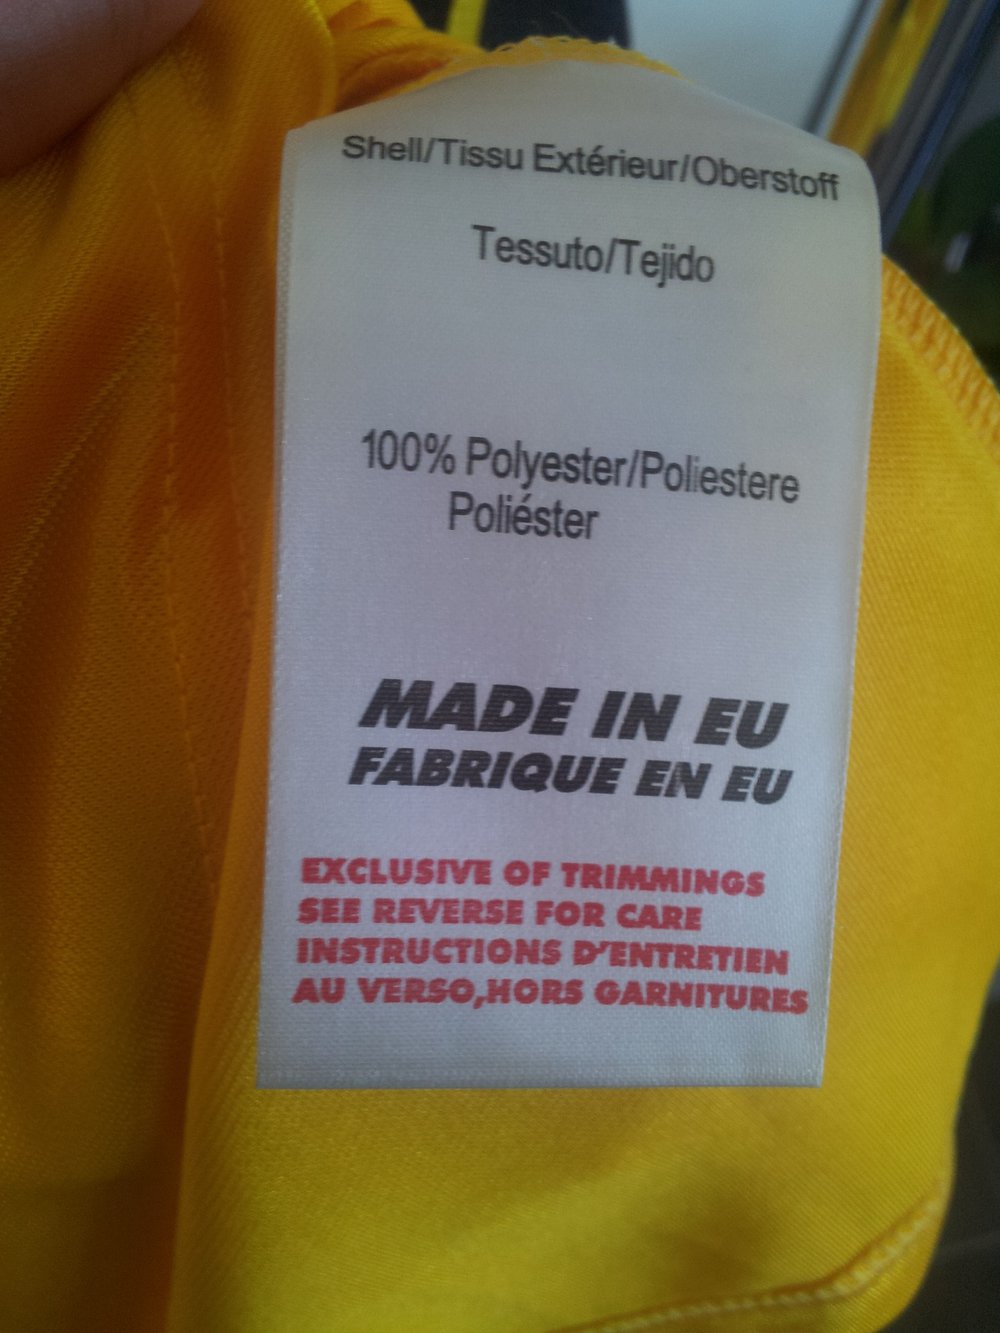 Shell/Tissu Extérieur/Oberstoff
Tessuto/Tejido
100% Polyester/Poliestere
Poliéster
MADE IN EU
FABRIQUE EN EU
EXCLUSIVE OF TRIMMINGS
SEE REVERSE FOR CARE
INSTRUCTIONS D'ENTRETIEN
AU VERSO,HORS GARNITURES